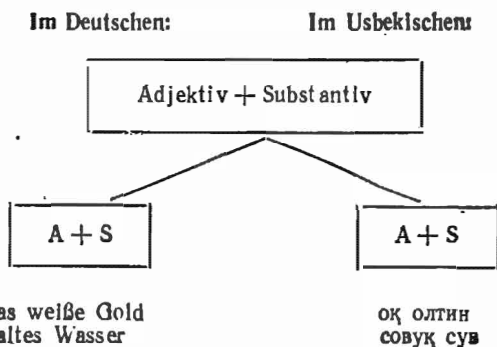 Im Deutschen: Im Usbekischen:
Adjektiv + Substantiv
A + S A + S
as weiße Gold оқ олтин
altes Wasser совуқ сув